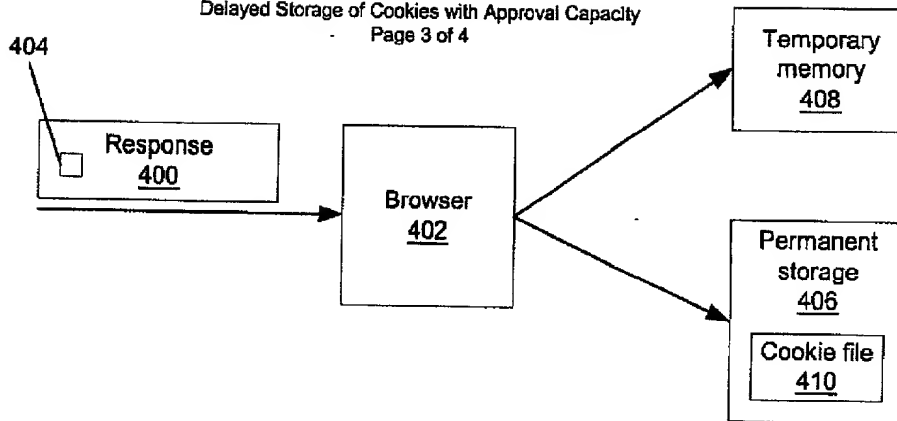 Delayed Storage of Cookies with Approval Capacity
Page 3 of 4
404
Response
400
Browser
402
Temporary
memory
408
Permanent
storage
406
Cookie file
410